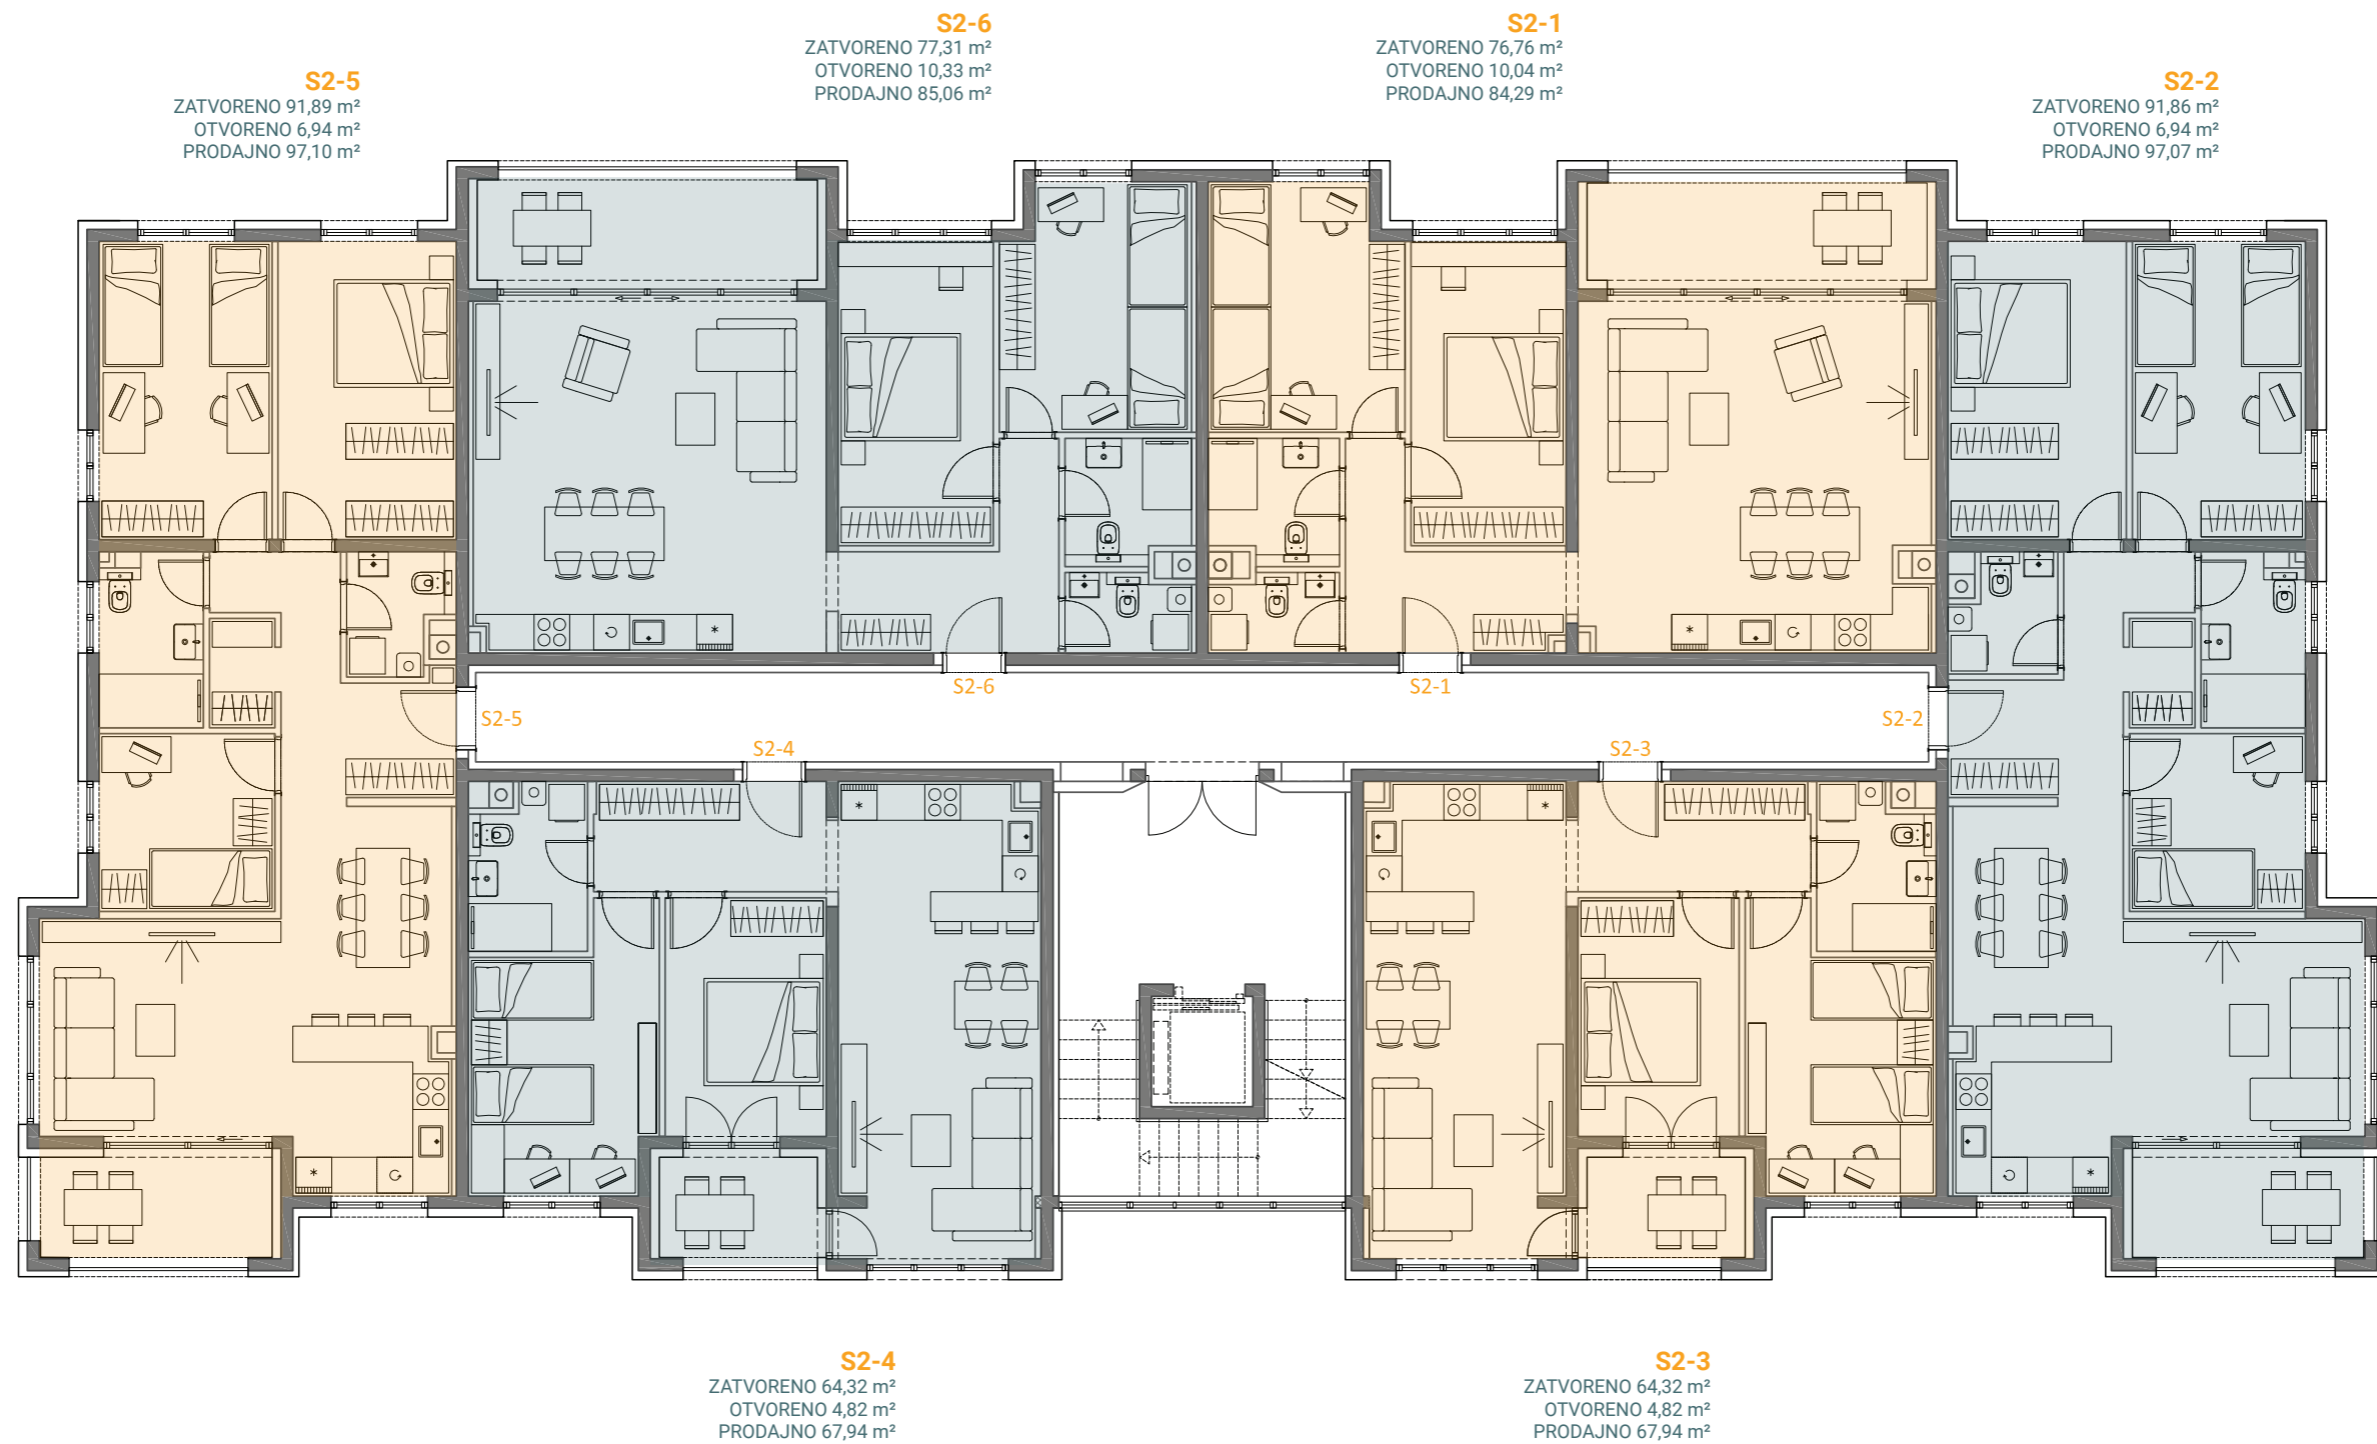 S2-6
ZATVORENO 77,31 m²
OTVORENO 10,33 m²
PRODAJNO 85,06 m²
S2-1
ZATVORENO 76,76 m²
OTVORENO 10,04 m²
PRODAJNO 84,29 m²
S2-5
ZATVORENO 91,89 m²
OTVORENO 6,94 m²
PRODAJNO 97,10 m²
S2-2
ZATVORENO 91,86 m²
OTVORENO 6,94 m²
PRODAJNO 97,07 m²
S2-6
S2-1
S2-5
S2-2
S2-4
S2-3
S2-4
ZATVORENO 64,32 m²
OTVORENO 4,82 m²
PRODAJNO 67,94 m²
S2-3
ZATVORENO 64,32 m²
OTVORENO 4,82 m²
PRODAJNO 67,94 m²